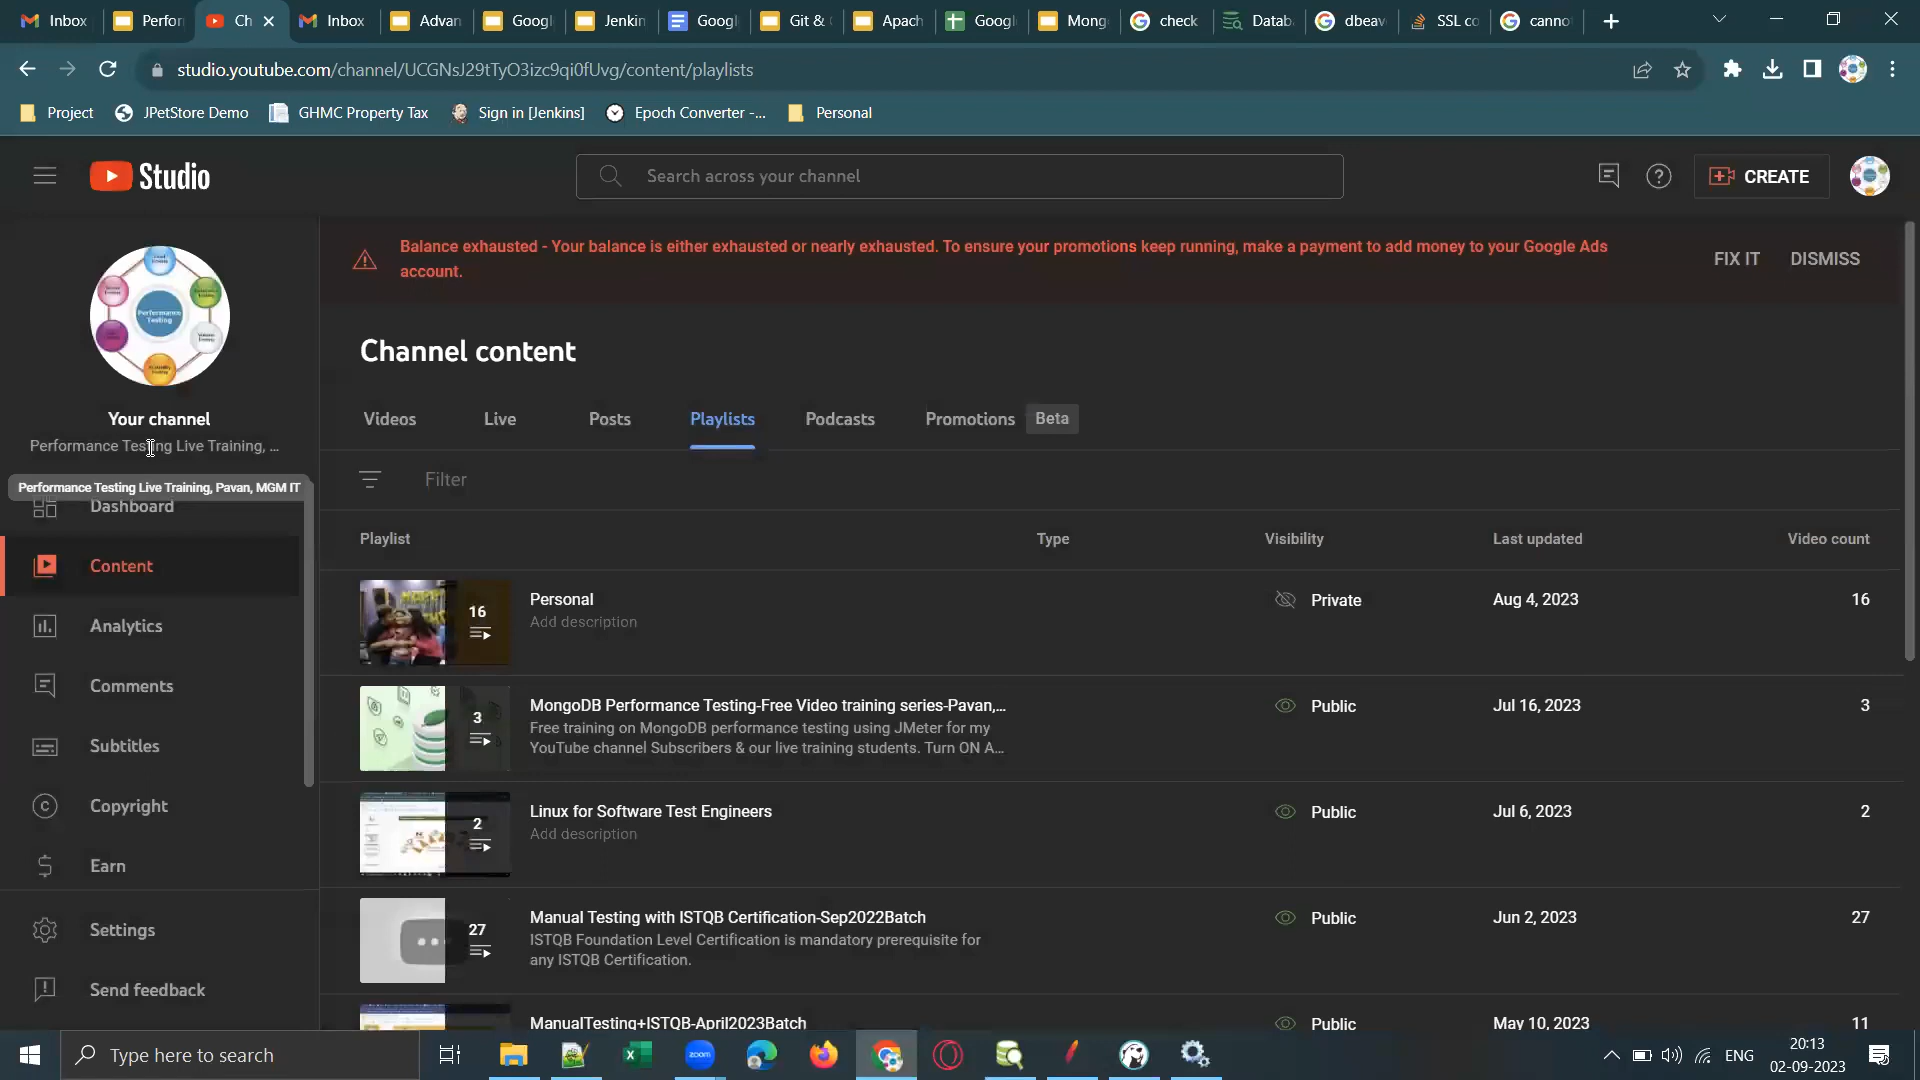 Inbox
Perfor
Ch
Inbox
Advan
Googl
Jenkin
Googl
Git &
Apach
Googl
Mong
check
Datab
dbeav
SSL co
canno
studio.youtube.com/channel/UCGNsJ29tTyO3izc9qi0fUvg/content/playlists
Project
JPetStore Demo
GHMC Property Tax
Sign in [Jenkins]
Epoch Converter -...
Personal
Studio
Search across your channel
CREATE
Balance exhausted - Your balance is either exhausted or nearly exhausted. To ensure your promotions keep running, make a payment to add money to your Google Ads
account.
FIX IT
DISMISS
Performance
Testing
Your channel
Performance Testing Live Training, ...
Performance Testing Live Training, Pavan, MGM IT
Dashboard
Content
Analytics
Comments
Subtitles
Copyright
Earn
Settings
Send feedback
Channel content
Videos
Live
Posts
Playlists
Podcasts
Promotions
Beta
Filter
Playlist
Type
Visibility
Last updated
Video count
16
Personal
Add description
Private
Aug 4, 2023
16
3
MongoDB Performance Testing-Free Video training series-Pavan,...
Free training on MongoDB performance testing using JMeter for my
YouTube channel Subscribers & our live training students. Turn ON A...
Public
Jul 16, 2023
3
2
Linux for Software Test Engineers
Add description
Public
Jul 6, 2023
2
27
Manual Testing with ISTQB Certification-Sep2022Batch
ISTQB Foundation Level Certification is mandatory prerequisite for
any ISTQB Certification.
Public
Jun 2, 2023
27
ManualTesting+ISTQB-April2023Batch
Public
May 10, 2023
11
Type here to search
zoom
ENG
20:13
02-09-2023